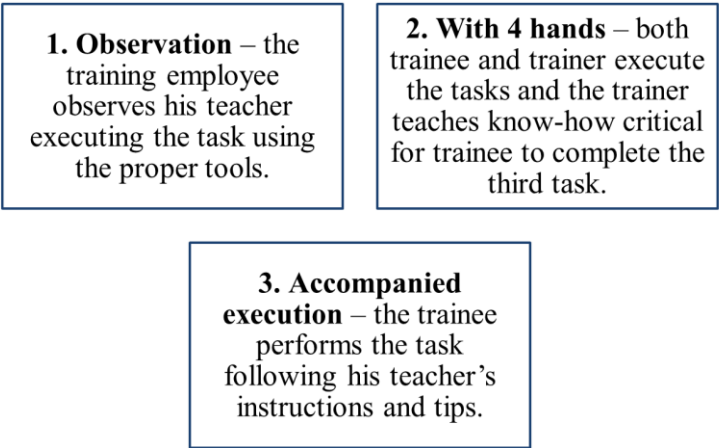 1. Observation – the
training employee
observes his teacher
executing the task using
the proper tools.
2. With 4 hands – both
trainee and trainer execute
the tasks and the trainer
teaches know-how critical
for trainee to complete the
third task.
3. Accompanied
execution – the trainee
performs the task
following his teacher’s
instructions and tips.